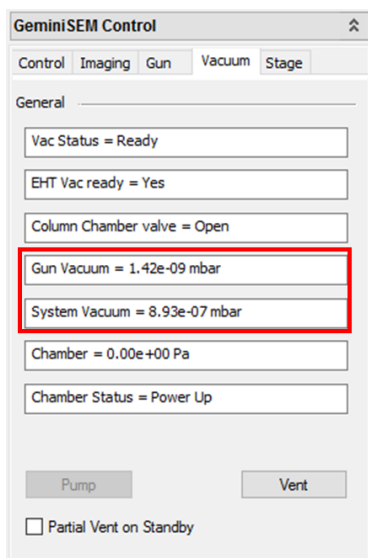 GeminiSEM Control
Control Imaging Gun Vacuum Stage
General
Vac Status = Ready
EHT Vac ready = Yes
Column Chamber valve = Open
Gun Vacuum = 1.42e-09 mbar
System Vacuum = 8.93e-07 mbar
Chamber = 0.00e+00 Pa
Chamber Status = Power Up
Pump Vent
Partial Vent on Standby